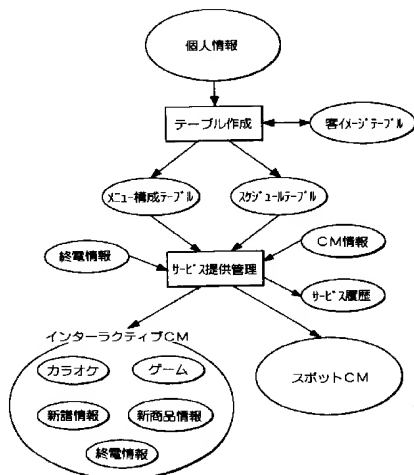 個人情報
テーブル作成
客イメージテーブル
メニュー構成テーブル
スケジュールテーブル
終電情報
サービス提供管理
CM情報
サービス履歴
インターラクティブCM
カラオケ
ゲーム
新譜情報
新商品情報
終電情報
スポットCM